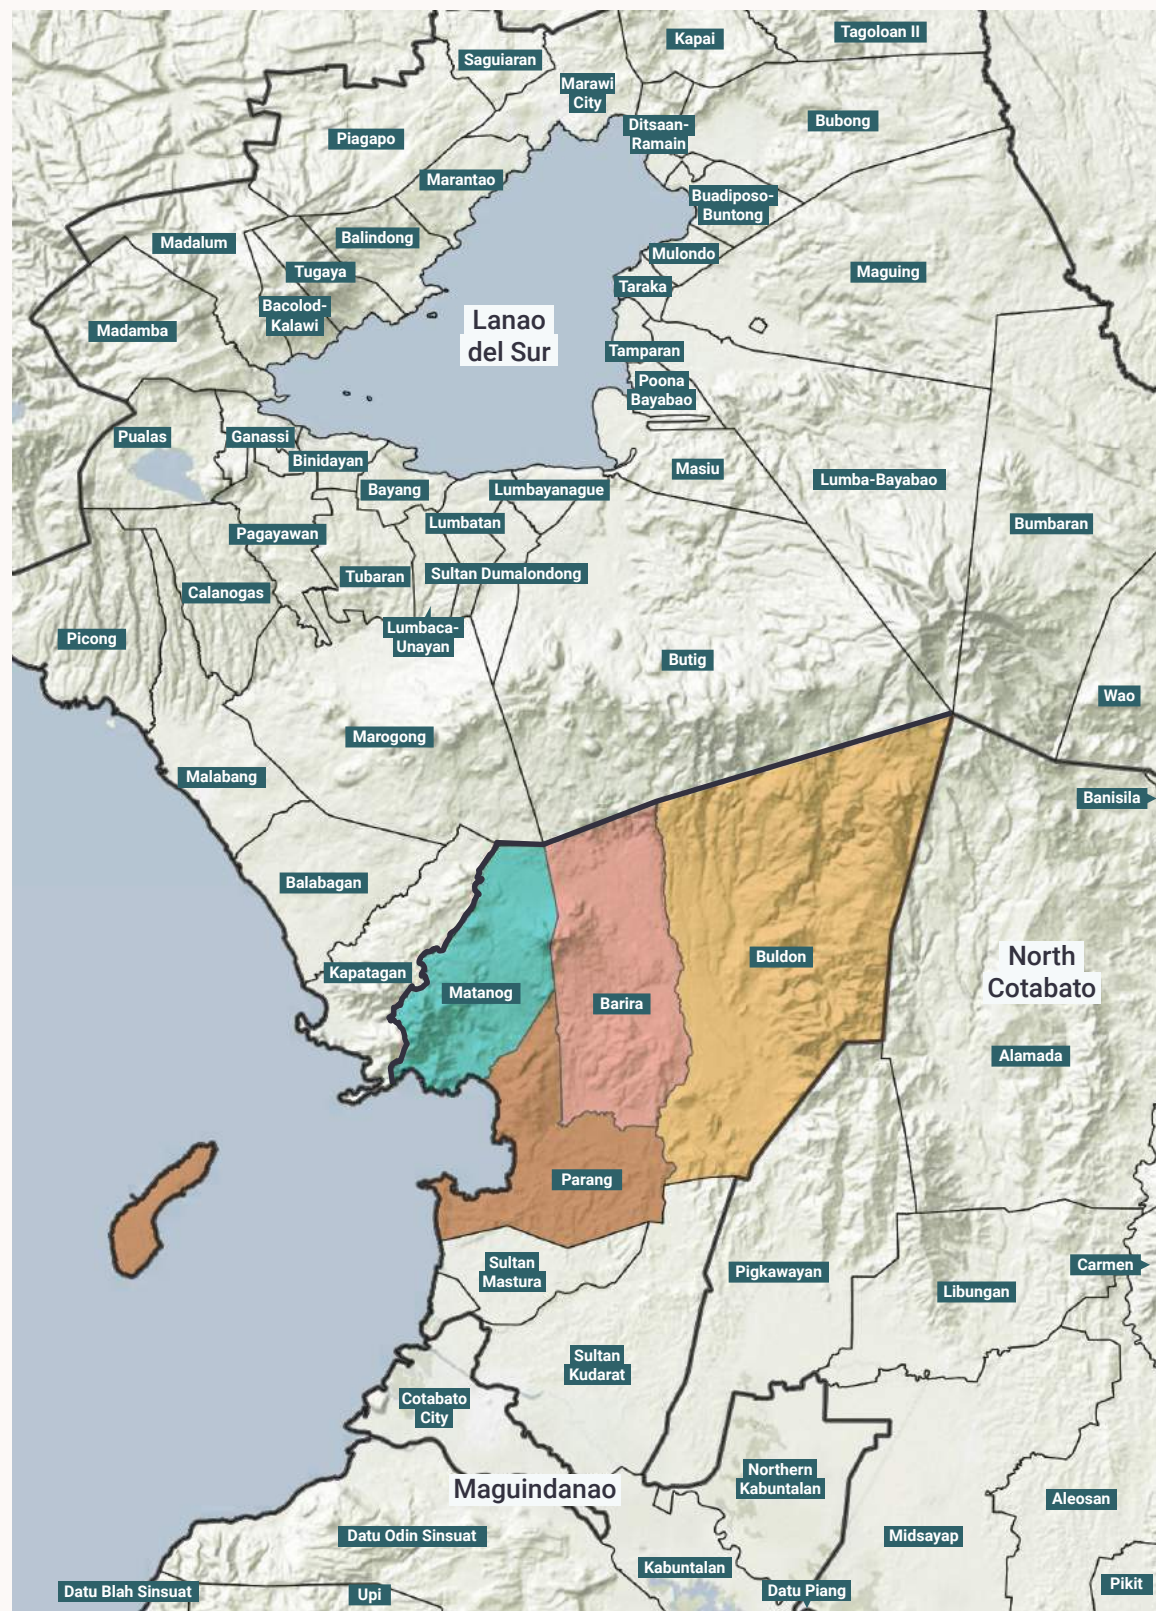 Tagoloan II
Kapai
Saguiaran
Marawi
City
Bubong
Ditsaan-
Ramain
Piagapo
Marantao
Buadiposo-
Buntong
Balindong
Madalum
Mulondo
Tugaya
Maguing
Taraka
Bacolod-
Kalawi
Lanao
del Sur
Madamba
Tamparan
Poona
Bayabao
Pualas
Ganassi
Binidayan
Masiu
Lumba-Bayabao
Bayang
Lumbayanague
Lumbatan
Bumbaran
Pagayawan
Tubaran
Sultan Dumalondong
Calanogas
Lumbaca-
Unayan
Picong
Butig
Wao
Marogong
Malabang
Banisila
Balabagan
Buldon
North
Cotabato
Kapatagan
Matanog
Barira
Alamada
Parang
Sultan
Mastura
Pigkawayan
Carmen
Libungan
Sultan
Kudarat
Cotabato
City
Northern
Kabuntalan
Maguindanao
Aleosan
Datu Odin Sinsuat
Midsayap
Kabuntalan
Datu Blah Sinsuat
Upi
Datu Piang
Pikit